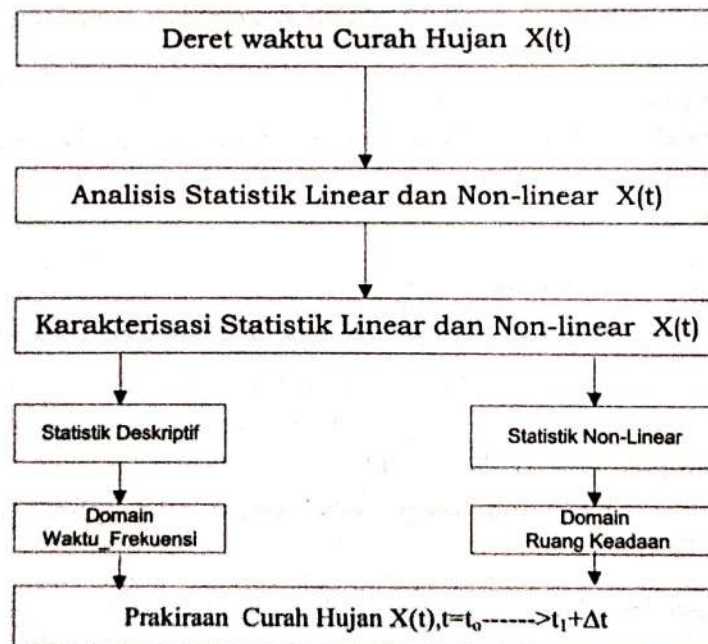 Deret waktu Curah Hujan X(t)
Analisis Statistik Linear dan Non-linear X(t)
Karakterisasi Statistik Linear dan Non-linear X(t)
Statistik Deskriptif
Statistik Non-Linear
Domain
Waktu_Frekuensi
Domain
Ruang Keadaan
Prakiraan Curah Hujan X(t),t=t₀------>t₁+Δt